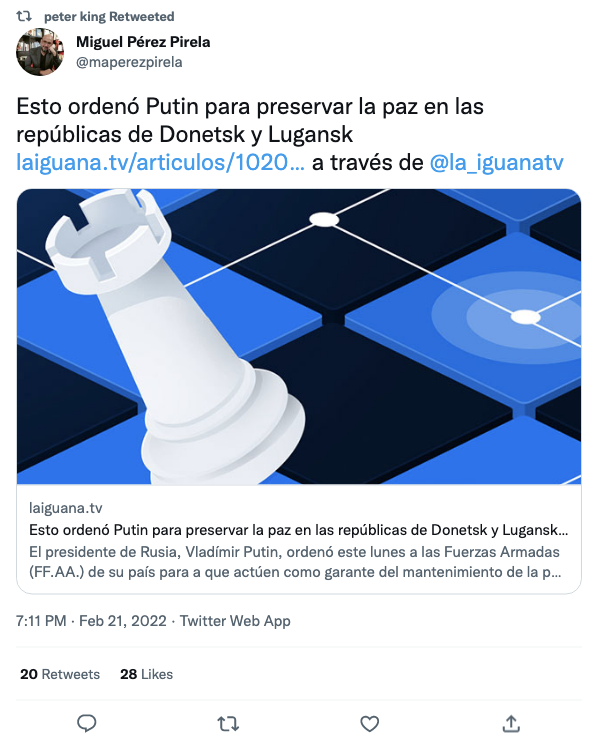 peter king Retweeted
Miguel Pérez Pirela
@maperezpirela
Esto ordenó Putin para preservar la paz en las
repúblicas de Donetsk y Lugansk
laiguana.tv/articulos/1020... a través de @la_iguanatv
laiguana.tv
Esto ordenó Putin para preservar la paz en las repúblicas de Donetsk y Lugansk...
El presidente de Rusia, Vladímir Putin, ordenó este lunes a las Fuerzas Armadas
(FF.AA.) de su país para a que actúen como garante del mantenimiento de la p...
7:11 PM · Feb 21, 2022 · Twitter Web App
20 Retweets 28 Likes